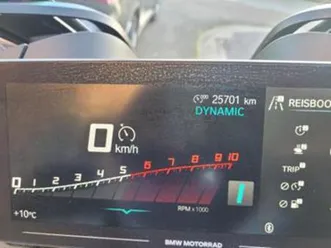 25701 km
DYNAMIC
REISBOO
0 km/h
0 1 2 3 4 5 6 7 8 9 10
TRIP
RPM x 1000
+10°C
BMW MOTORRAD